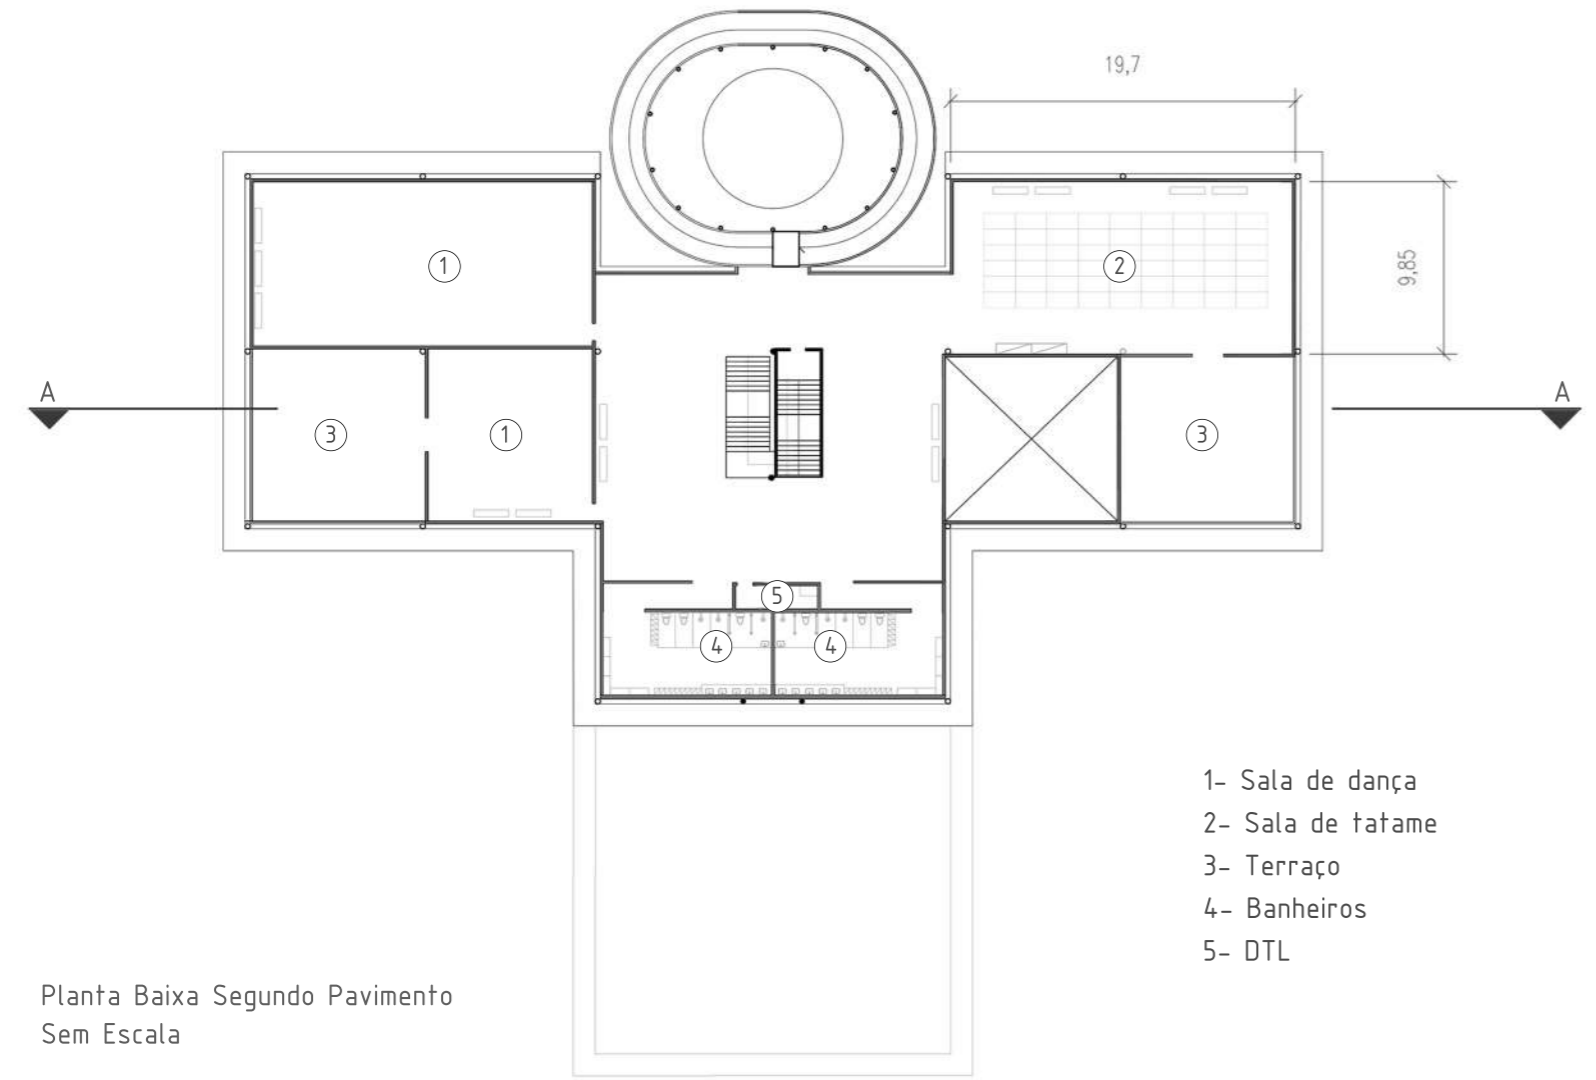 19,7
9,85
1
2
A
A
3
1
3
5
4
4
1- Sala de dança
2- Sala de tatame
3- Terraço
4- Banheiros
5- DTL
Planta Baixa Segundo Pavimento
Sem Escala